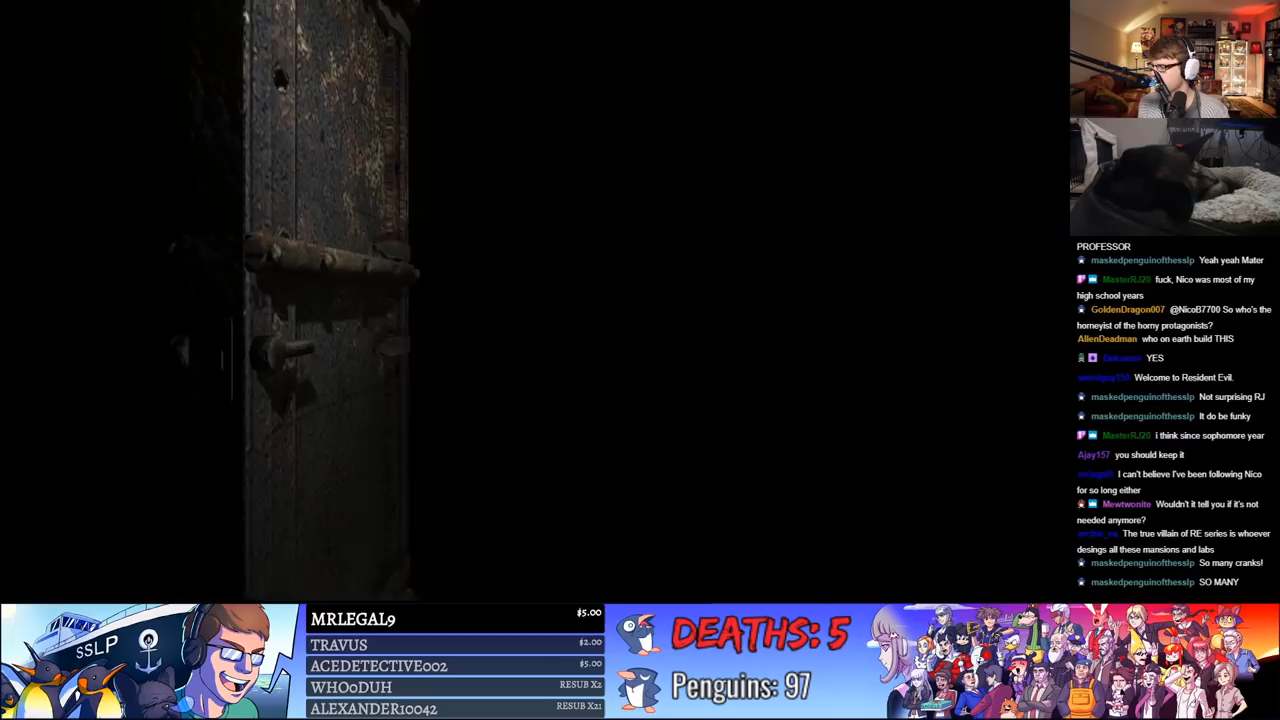 PROFESSOR
maskedpenguinofthesslp Yeah yeah Mater
MasterRJ20 fuck, Nico was most of my
high school years
GoldenDragon007 @NicoB7700 So who's the
horneyist of the horny protagonists?
AllenDeadman who on earth build THIS
YES
Welcome to Resident Evil.
maskedpenguinofthesslp Not surprising RJ
maskedpenguinofthesslp It do be funky
MasterRJ20 i think since sophomore year
Ajay157 you should keep it
I can't believe I've been following Nico
for so long either
Mewtwonite Wouldn't it tell you if it's not
needed anymore?
The true villain of RE series is whoever
desings all these mansions and labs
maskedpenguinofthesslp So many cranks!
maskedpenguinofthesslp SO MANY
SSLP
MRLEGAL9 $5.00
TRAVUS $2.00
ACEDETECTIVE002 $5.00
WHO0DUH RESUB X2
ALEXANDER10042 RESUB X21
DEATHS: 5
Penguins: 97